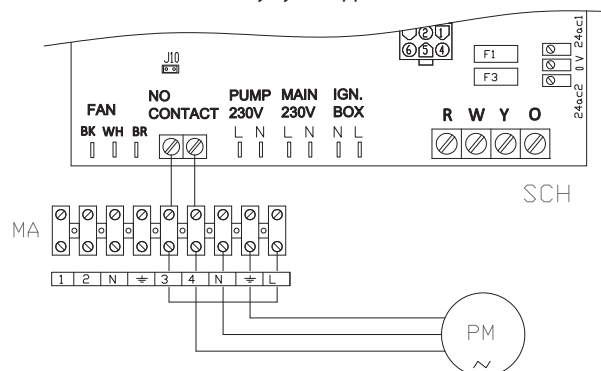 2 1
6 5 4
F1
F3
24ac1
0 V
24ac2
J10
FAN
BK WH BR
NO CONTACT
PUMP 230V
L N
MAIN 230V
L N
IGN. BOX
N L
R W Y O
SCH
MA
1 2 N 3 4 N L
PM